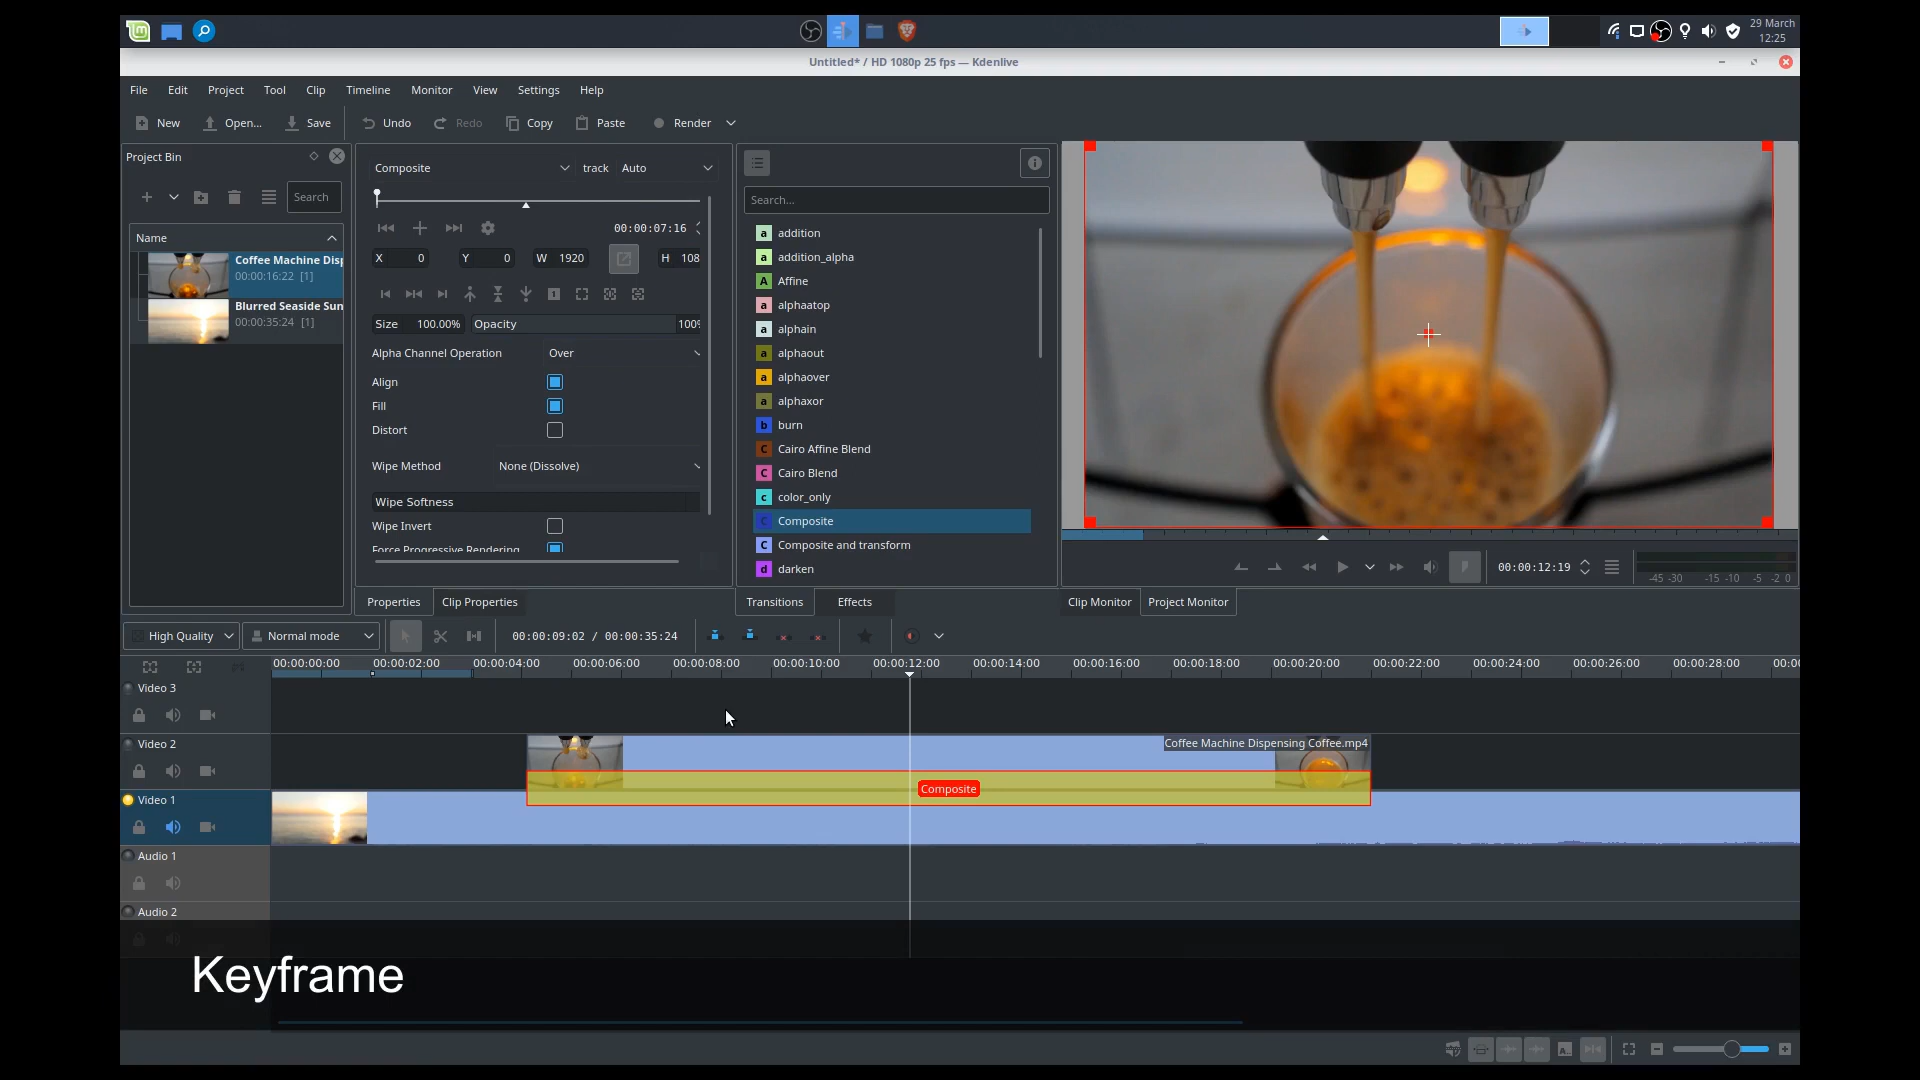 29 March
12:25
Untitled* / HD 1080p 25 fps — Kdenlive
File Edit Project Tool Clip Timeline Monitor View Settings Help
New Open... Save Undo Redo Copy Paste Render
Project Bin
Search
Name
Coffee Machine Disp
00:00:16:22 [1]
Blurred Seaside Sun
00:00:35:24 [1]
Composite track Auto
00:00:07:16
X 0 Y 0 W 1920 H 108
Size 100.00% Opacity 100%
Alpha Channel Operation Over
Align
Fill
Distort
Wipe Method None (Dissolve)
Wipe Softness
Wipe Invert
Force Progressive Rendering
Properties Clip Properties
Search...
a addition
a addition_alpha
A Affine
a alphaatop
a alphain
a alphaout
a alphaover
a alphaxor
b burn
C Cairo Affine Blend
C Cairo Blend
c color_only
C Composite
C Composite and transform
d darken
Transitions Effects
00:00:12:19
-45 -30 -15 -10 -5 -2 0
Clip Monitor Project Monitor
High Quality Normal mode 00:00:09:02 / 00:00:35:24
00:00:00:00 00:00:02:00 00:00:04:00 00:00:06:00 00:00:08:00 00:00:10:00 00:00:12:00 00:00:14:00 00:00:16:00 00:00:18:00 00:00:20:00 00:00:22:00 00:00:24:00 00:00:26:00 00:00:28:00 00:0
Video 3
Video 2
Coffee Machine Dispensing Coffee.mp4
Composite
Video 1
Audio 1
Audio 2
Keyframe